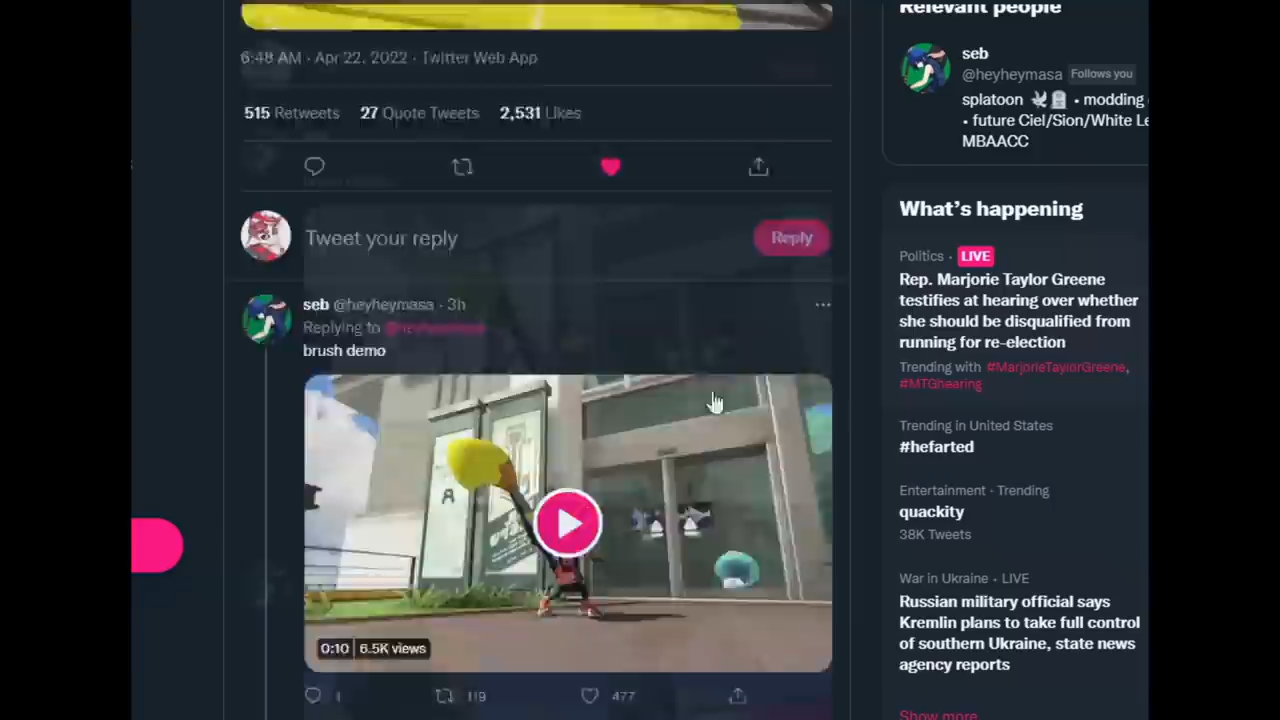 Relevant people
6:48 AM · Apr 22, 2022 · Twitter Web App
seb
@heyheymasa Follows you
splatoon • modding
• future Ciel/Sion/White Le
MBAACC
515 Retweets 27 Quote Tweets 2,531 Likes
Tweet your reply
Reply
seb @heyheymasa · 3h
Replying to @heyheymasa
brush demo
0:10 6.5K views
1 119 477
What's happening
Politics · LIVE
Rep. Marjorie Taylor Greene
testifies at hearing over whether
she should be disqualified from
running for re-election
Trending with #MarjorieTaylorGreene,
#MTGhearing
Trending in United States
#hefarted
Entertainment · Trending
quackity
38K Tweets
War in Ukraine · LIVE
Russian military official says
Kremlin plans to take full control
of southern Ukraine, state news
agency reports
Show more